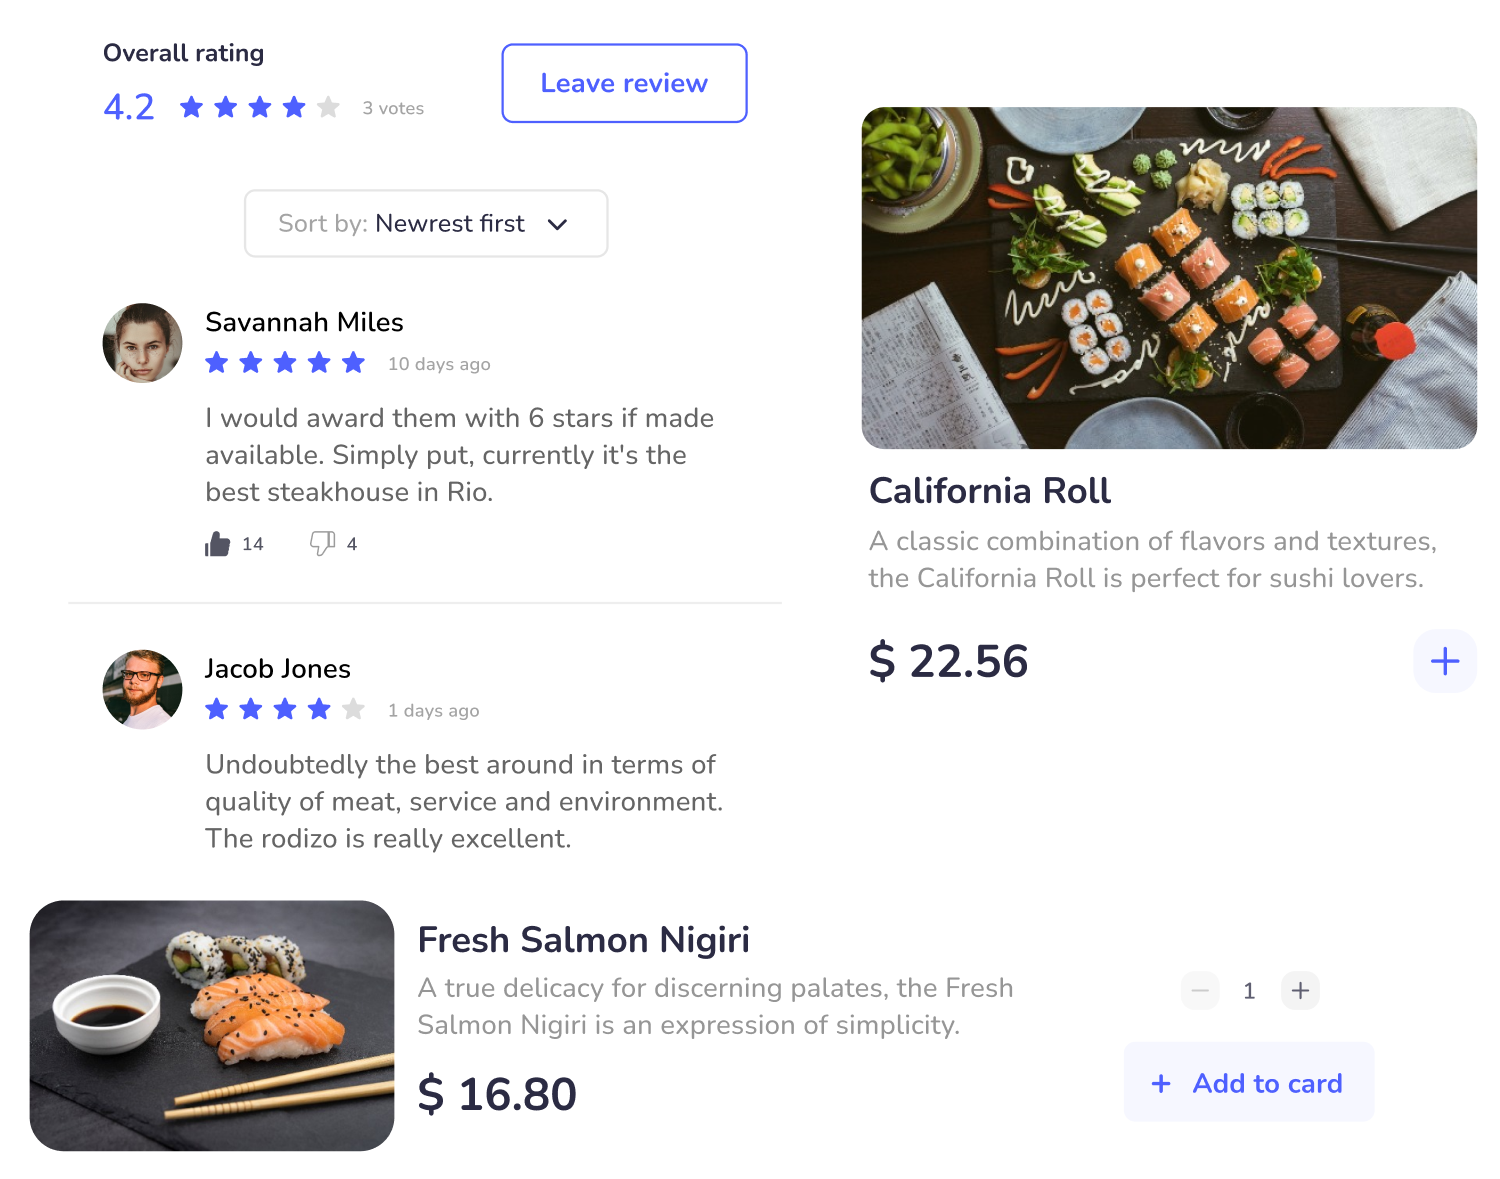 Overall rating
4.2
3 votes
Leave review
Sort by: Newrest first
Savannah Miles
10 days ago
I would award them with 6 stars if made
available. Simply put, currently it's the
best steakhouse in Rio.
14
4
Jacob Jones
1 days ago
Undoubtedly the best around in terms of
quality of meat, service and environment.
The rodizo is really excellent.
California Roll
A classic combination of flavors and textures,
the California Roll is perfect for sushi lovers.
$ 22.56
+
Fresh Salmon Nigiri
A true delicacy for discerning palates, the Fresh
Salmon Nigiri is an expression of simplicity.
$ 16.80
− 1 +
+ Add to card